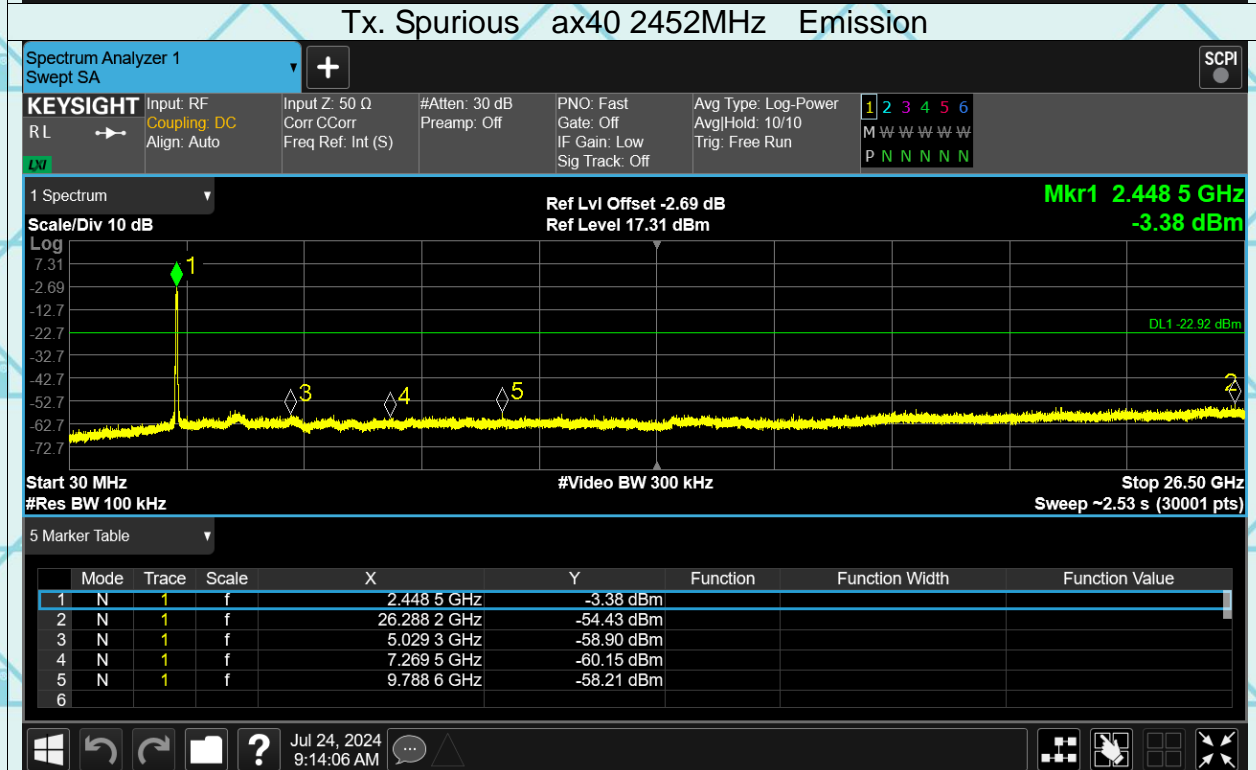 Tx. Spurious ax40 2452MHz Emission
Spectrum Analyzer 1
Swept SA
+
SCPI
KEYSIGHT
R L
LXI
Input: RF
Coupling: DC
Align: Auto
Input Z: 50 Ω
Corr CCorr
Freq Ref: Int (S)
#Atten: 30 dB
Preamp: Off
PNO: Fast
Gate: Off
IF Gain: Low
Sig Track: Off
Avg Type: Log-Power
Avg|Hold: 10/10
Trig: Free Run
1 2 3 4 5 6
M W W W W W
P N N N N N
1 Spectrum
Scale/Div 10 dB
Ref Lvl Offset -2.69 dB
Ref Level 17.31 dBm
Mkr1 2.448 5 GHz
-3.38 dBm
Log
7.31
-2.69
-12.7
-22.7
-32.7
-42.7
-52.7
-62.7
-72.7
1
3
4
5
2
DL1 -22.92 dBm
Start 30 MHz
#Res BW 100 kHz
#Video BW 300 kHz
Stop 26.50 GHz
Sweep ~2.53 s (30001 pts)
5 Marker Table
Mode Trace Scale X Y Function Function Width Function Value
1 N 1 f 2.448 5 GHz -3.38 dBm
2 N 1 f 26.288 2 GHz -54.43 dBm
3 N 1 f 5.029 3 GHz -58.90 dBm
4 N 1 f 7.269 5 GHz -60.15 dBm
5 N 1 f 9.788 6 GHz -58.21 dBm
6
?
Jul 24, 2024
9:14:06 AM